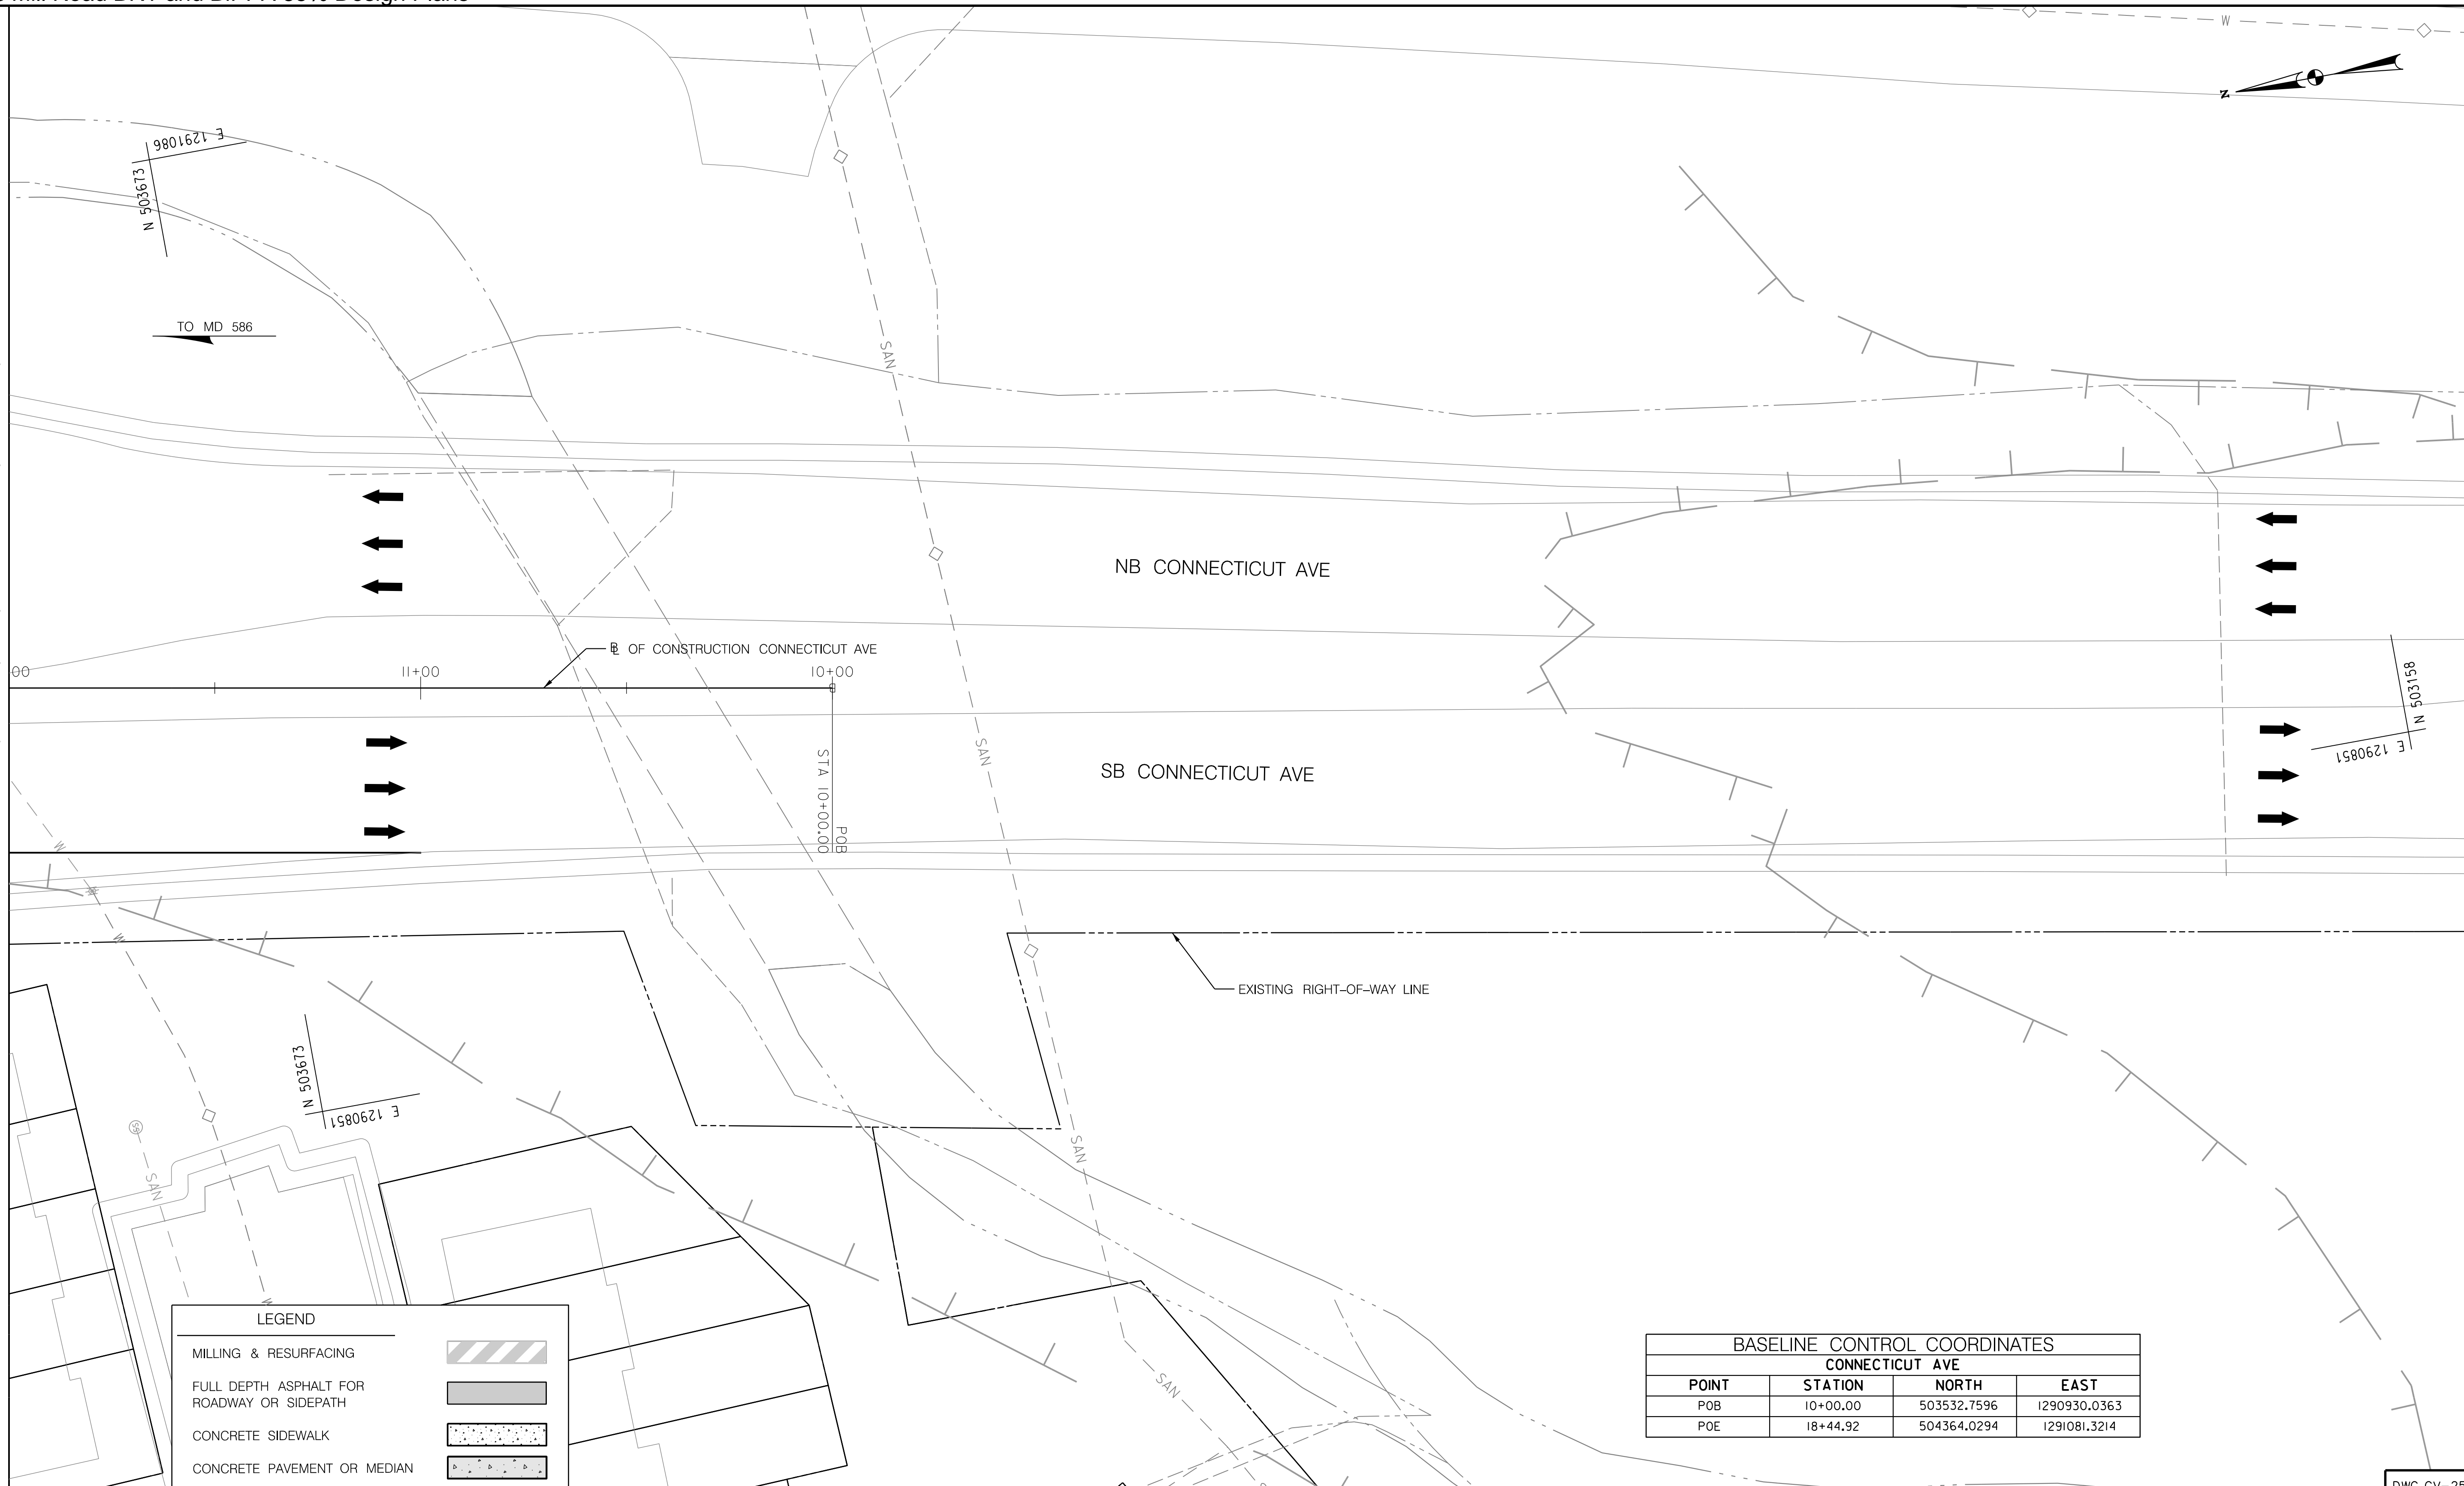 W
Z
E 1291086
N 503673
TO MD 586
SAN
NB CONNECTICUT AVE
BL OF CONSTRUCTION CONNECTICUT AVE
00
11+00
10+00
N 503158
E 1290851
STA 10+00.00
POB
SAN
SB CONNECTICUT AVE
W
W
W
EXISTING RIGHT-OF-WAY LINE
N 503673
E 1290851
SS
SAN
SAN
W
LEGEND
MILLING & RESURFACING
FULL DEPTH ASPHALT FOR
ROADWAY OR SIDEPATH
CONCRETE SIDEWALK
CONCRETE PAVEMENT OR MEDIAN
SAN
BASELINE CONTROL COORDINATES
CONNECTICUT AVE
POINT STATION NORTH EAST
POB 10+00.00 503532.7596 1290930.0363
POE 18+44.92 504364.0294 1291081.3214